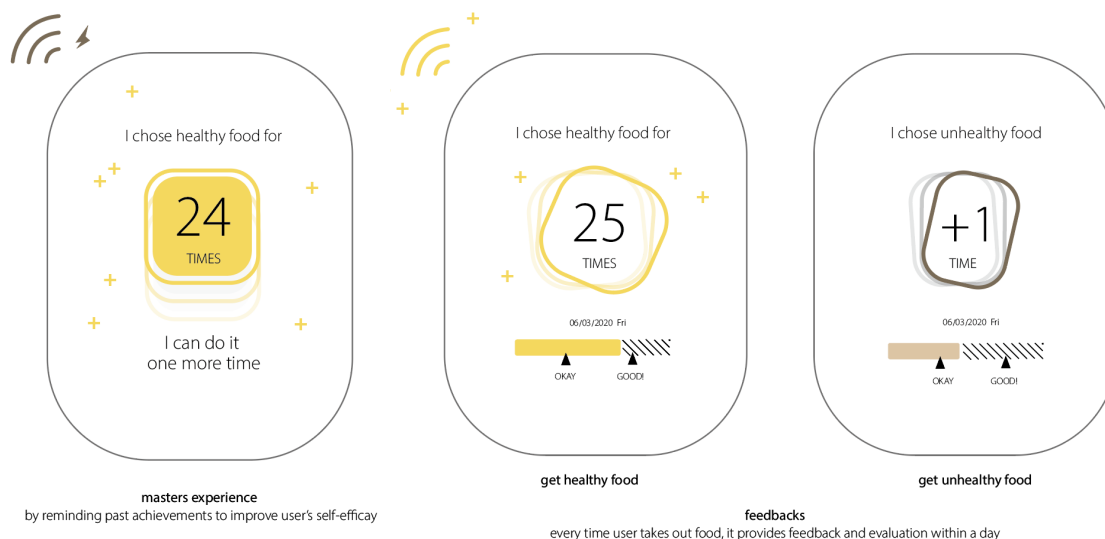 I chose healthy food for
24
TIMES
I can do it
one more time
masters experience
by reminding past achievements to improve user's self-efficay
I chose healthy food for
25
TIMES
06/03/2020 Fri
OKAY
GOOD!
get healthy food
I chose unhealthy food
+1
TIME
06/03/2020 Fri
OKAY
GOOD!
get unhealthy food
feedbacks
every time user takes out food, it provides feedback and evaluation within a day